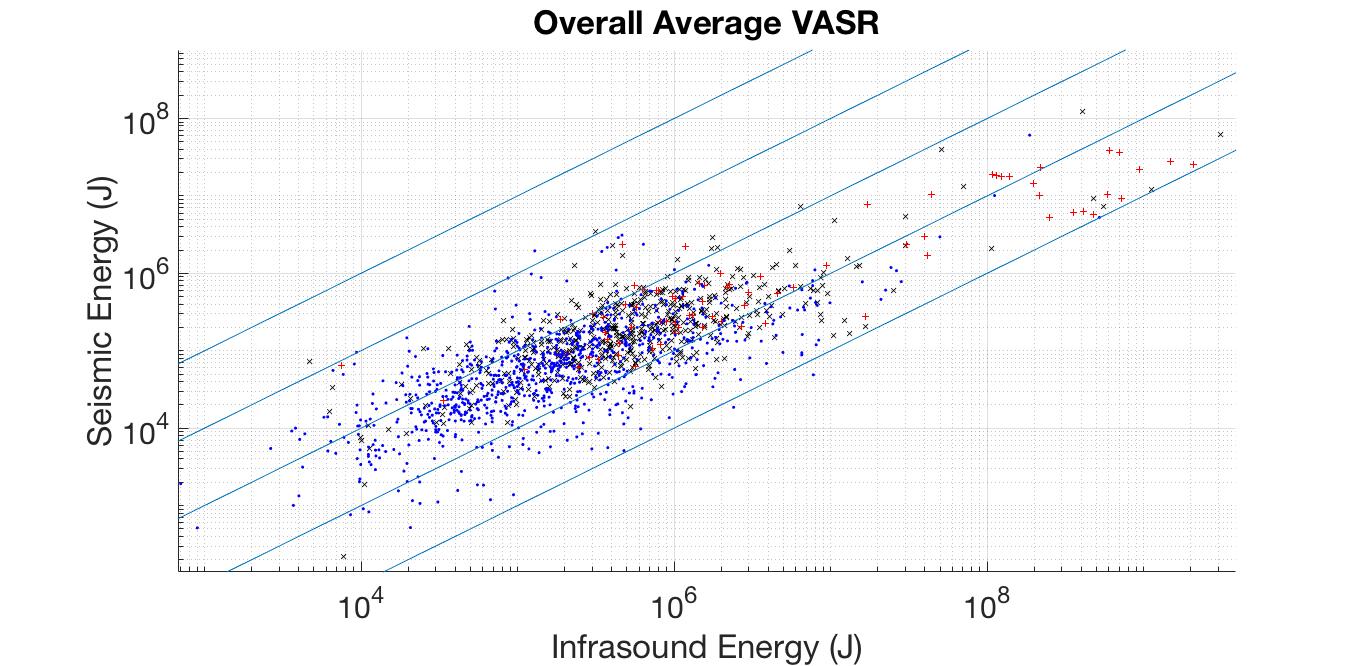 Overall Average VASR
Seismic Energy (J)
10^8
10^6
10^4
10^4 10^6 10^8
Infrasound Energy (J)